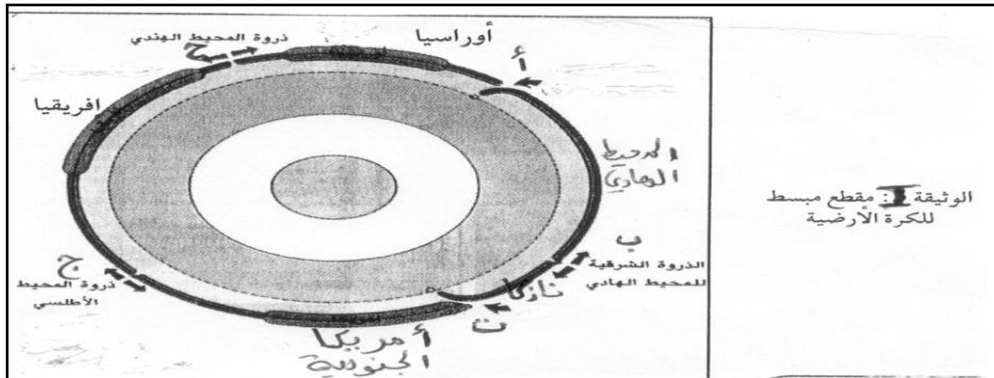 أوراسيا
ذروة المحيط الهندي
ح
أ
افريقيا
المحيط
الهادي
الوثيقة 1: مقطع مبسط
للكرة الأرضية
ب
الذروة الشرقية
للمحيط الهادي
نازكا
ج
ذروة المحيط
الأطلسي
ت
أمريكا
الجنوبية